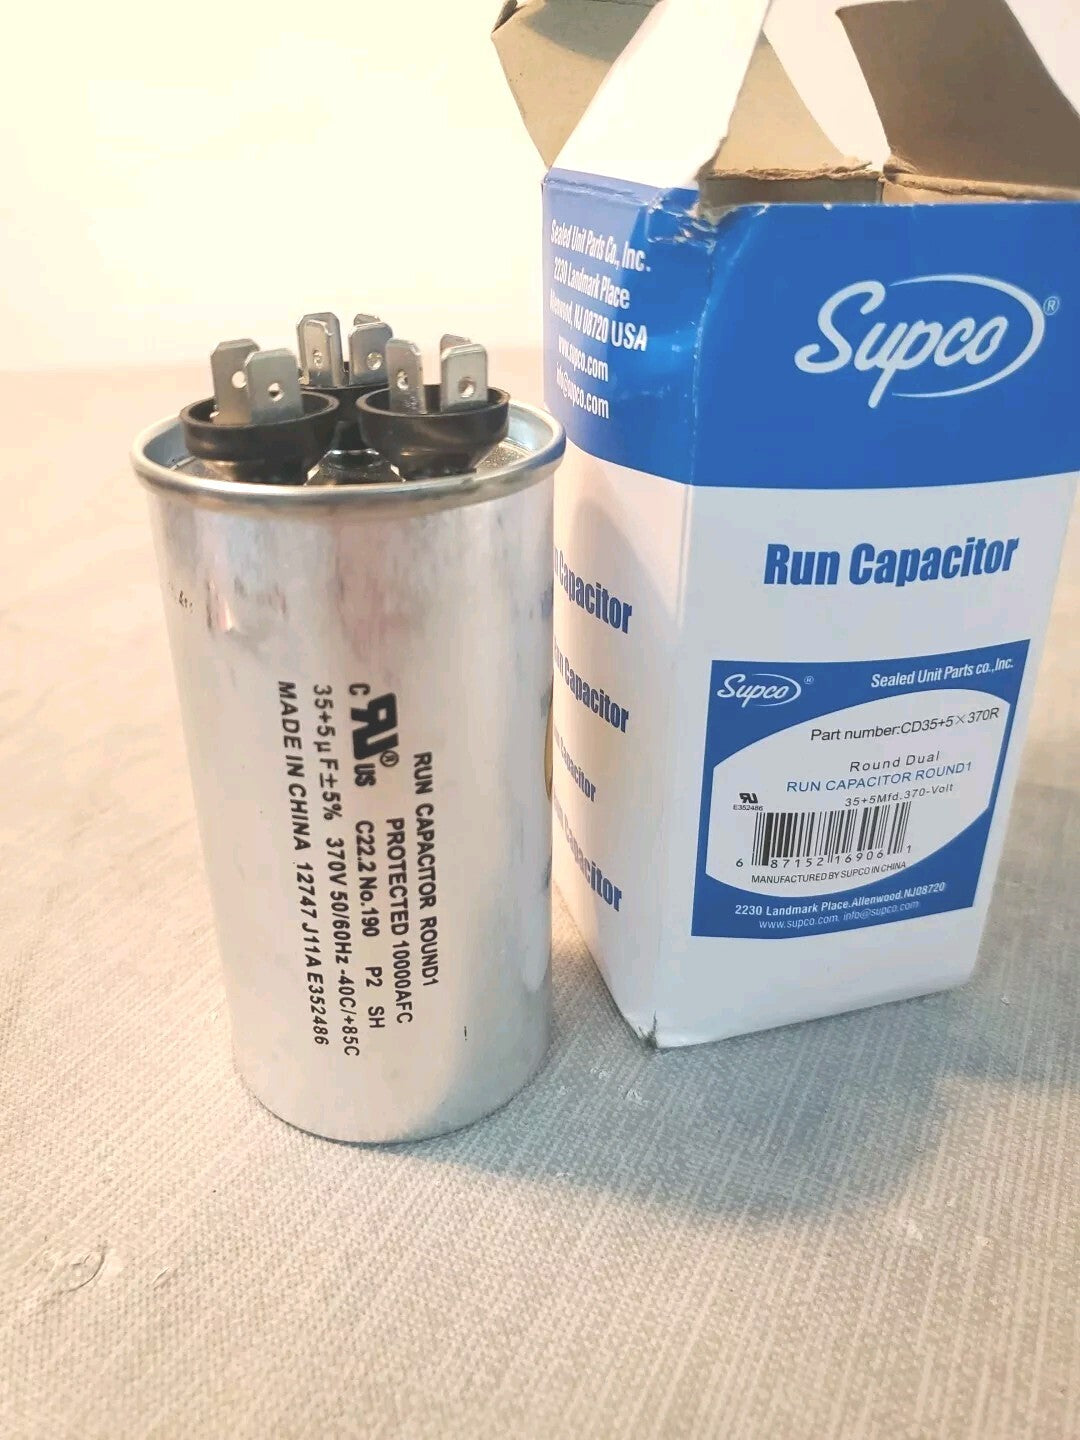 Sealed Unit Parts Co., Inc.
2230 Landmark Place
Allenwood, NJ 08720 USA
www.supco.com
info@supco.com
Supco®
Run Capacitor
Capacitor
Run Capacitor
Capacitor
Capacitor
Supco®
Sealed Unit Parts co.,Inc.
Part number:CD35+5×370R
Round Dual
RUN CAPACITOR ROUND1
35+5Mfd.370-Volt
E352486
6 87152 16906 1
MANUFACTURED BY SUPCO IN CHINA
2230 Landmark Place.Allenwood.NJ08720
www.supco.com. info@supco.com
RUN CAPACITOR ROUND1
PROTECTED 10000AFC
C RU® US C22.2 No.190 P2 SH
35+5μF±5% 370V 50/60Hz -40C/+85C
MADE IN CHINA 12747 J11A E352486